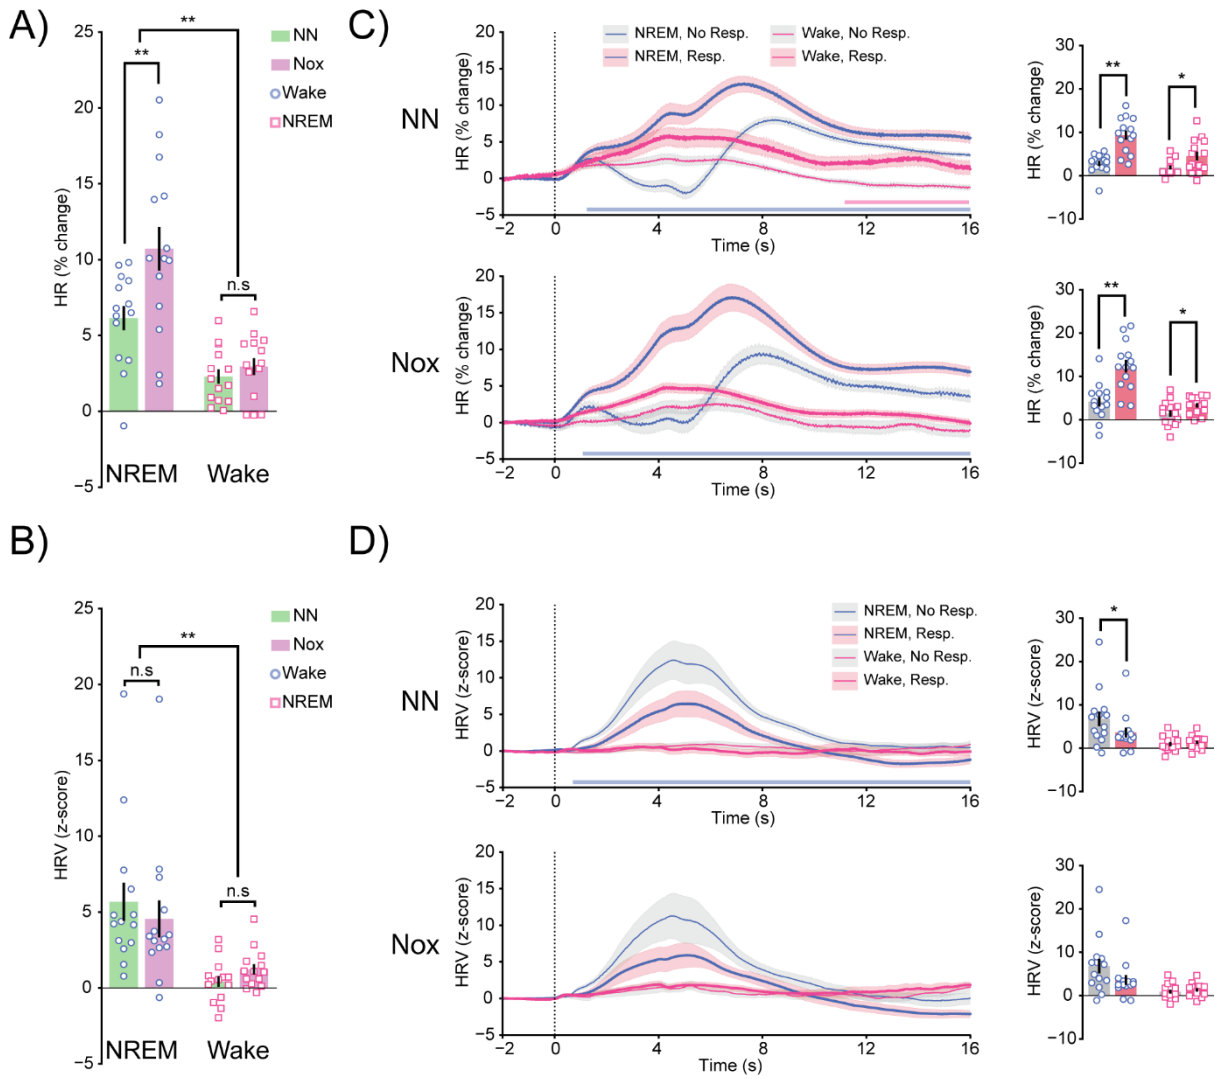 A)
25
20
15
10
5
0
−5
HR (% change)
**
**
n.s
NN
Nox
Wake
NREM
NREM
Wake
B)
25
20
15
10
5
0
−5
HRV (z-score)
**
n.s
n.s
NN
Nox
Wake
NREM
NREM
Wake
C)
NN
20
15
10
5
0
−5
HR (% change)
NREM, No Resp.
NREM, Resp.
Wake, No Resp.
Wake, Resp.
−2
0
4
8
12
16
Time (s)
30
20
10
0
−10
HR (% change)
**
*
Nox
20
15
10
5
0
−5
HR (% change)
−2
0
4
8
12
16
Time (s)
30
20
10
0
−10
HR (% change)
**
*
D)
NN
20
15
10
5
0
−5
HRV (z-score)
NREM, No Resp.
NREM, Resp.
Wake, No Resp.
Wake, Resp.
−2
0
4
8
12
16
Time (s)
30
20
10
0
−10
HRV (z-score)
*
Nox
20
15
10
5
0
−5
HRV (z-score)
−2
0
4
8
12
16
Time (s)
30
20
10
0
−10
HRV (z-score)